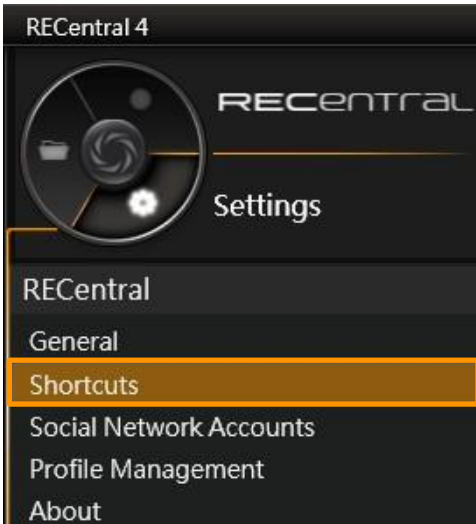 RECentral 4
RECentral
Settings
RECentral
General
Shortcuts
Social Network Accounts
Profile Management
About